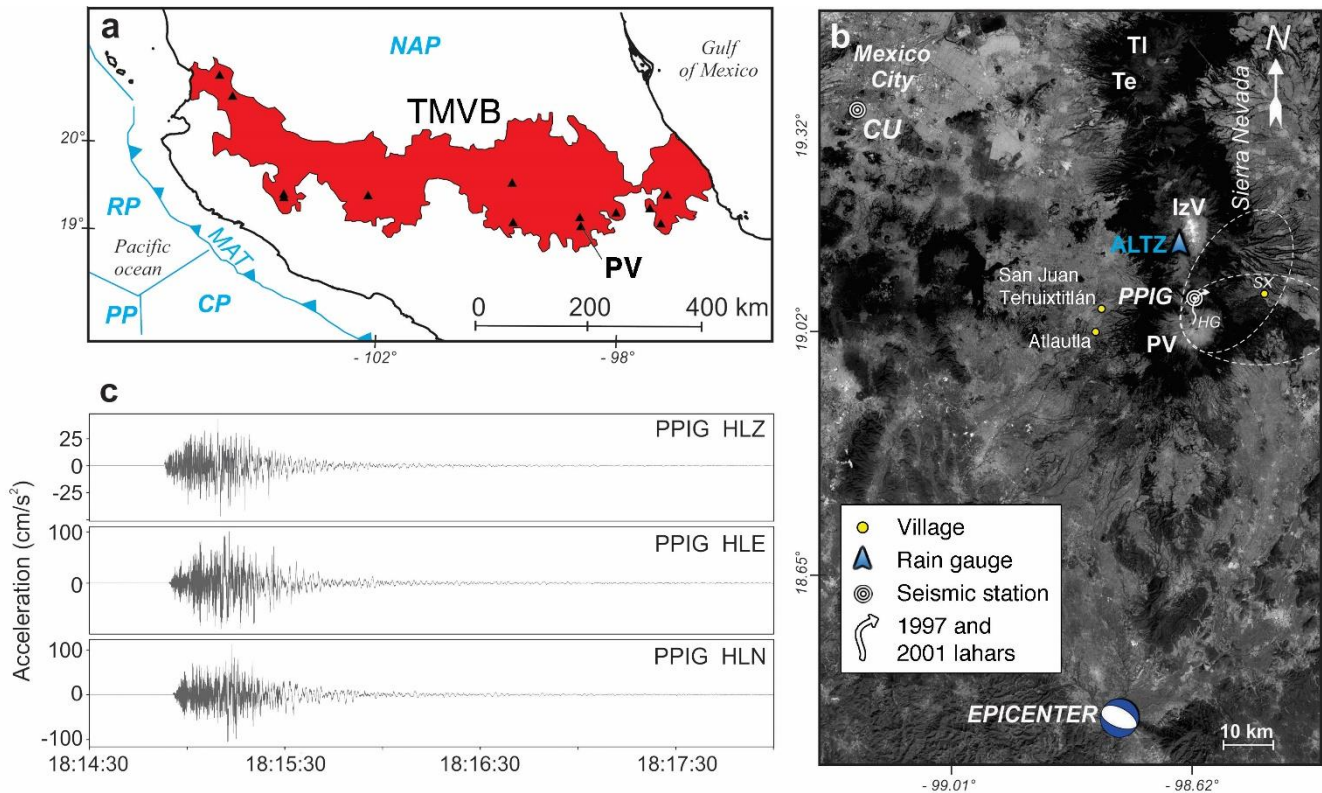 a
NAP
Gulf
of Mexico
TMVB
20°
19°
RP
MAT
Pacific
ocean
PP
CP
PV
0 200 400 km
- 102° - 98°
b
Mexico
City
CU
Tl
Te
N
Sierra Nevada
19.32°
IzV
ALTZ
San Juan
Tehuixtitlán
PPIG
SX
HG
19.02°
Atlautla
PV
18.65°
Village
Rain gauge
Seismic station
1997 and
2001 lahars
EPICENTER
10 km
- 99.01° - 98.62°
c
Acceleration (cm/s²)
PPIG HLZ
25
0
-25
PPIG HLE
100
0
PPIG HLN
100
0
-100
18:14:30 18:15:30 18:16:30 18:17:30